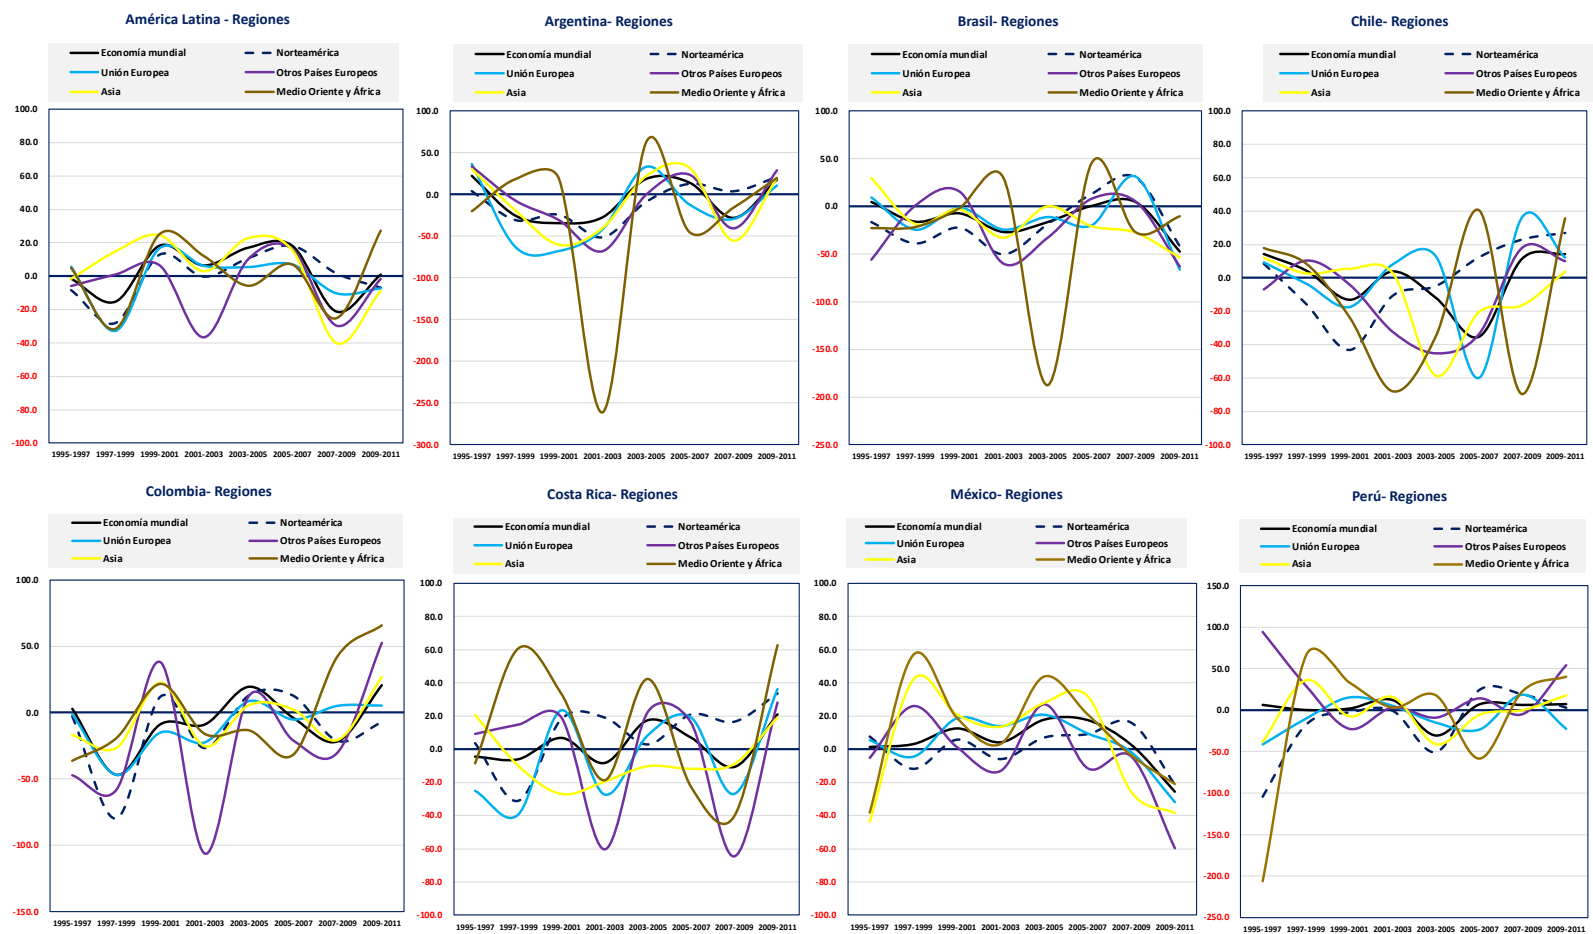 América Latina - Regiones
Economía mundial Norteamérica
Unión Europea Otros Países Europeos
Asia Medio Oriente y África
100.0
80.0
60.0
40.0
20.0
0.0
-20.0
-40.0
-60.0
-80.0
-100.0
1995-1997 1997-1999 1999-2001 2001-2003 2003-2005 2005-2007 2007-2009 2009-2011
Argentina- Regiones
Economía mundial Norteamérica
Unión Europea Otros Países Europeos
Asia Medio Oriente y África
100.0
50.0
0.0
-50.0
-100.0
-150.0
-200.0
-250.0
-300.0
1995-1997 1997-1999 1999-2001 2001-2003 2003-2005 2005-2007 2007-2009 2009-2011
Brasil- Regiones
Economía mundial Norteamérica
Unión Europea Otros Países Europeos
Asia Medio Oriente y África
100.0
50.0
0.0
-50.0
-100.0
-150.0
-200.0
-250.0
1995-1997 1997-1999 1999-2001 2001-2003 2003-2005 2005-2007 2007-2009 2009-2011
Chile- Regiones
Economía mundial Norteamérica
Unión Europea Otros Países Europeos
Asia Medio Oriente y África
100.0
80.0
60.0
40.0
20.0
0.0
-20.0
-40.0
-60.0
-80.0
-100.0
1995-1997 1997-1999 1999-2001 2001-2003 2003-2005 2005-2007 2007-2009 2009-2011
Colombia- Regiones
Economía mundial Norteamérica
Unión Europea Otros Países Europeos
Asia Medio Oriente y África
100.0
50.0
0.0
-50.0
-100.0
-150.0
1995-1997 1997-1999 1999-2001 2001-2003 2003-2005 2005-2007 2007-2009 2009-2011
Costa Rica- Regiones
Economía mundial Norteamérica
Unión Europea Otros Países Europeos
Asia Medio Oriente y África
100.0
80.0
60.0
40.0
20.0
0.0
-20.0
-40.0
-60.0
-80.0
-100.0
1995-1997 1997-1999 1999-2001 2001-2003 2003-2005 2005-2007 2007-2009 2009-2011
México- Regiones
Economía mundial Norteamérica
Unión Europea Otros Países Europeos
Asia Medio Oriente y África
100.0
80.0
60.0
40.0
20.0
0.0
-20.0
-40.0
-60.0
-80.0
-100.0
1995-1997 1997-1999 1999-2001 2001-2003 2003-2005 2005-2007 2007-2009 2009-2011
Perú- Regiones
Economía mundial Norteamérica
Unión Europea Otros Países Europeos
Asia Medio Oriente y África
150.0
100.0
50.0
0.0
-50.0
-100.0
-150.0
-200.0
-250.0
1995-1997 1997-1999 1999-2001 2001-2003 2003-2005 2005-2007 2007-2009 2009-2011